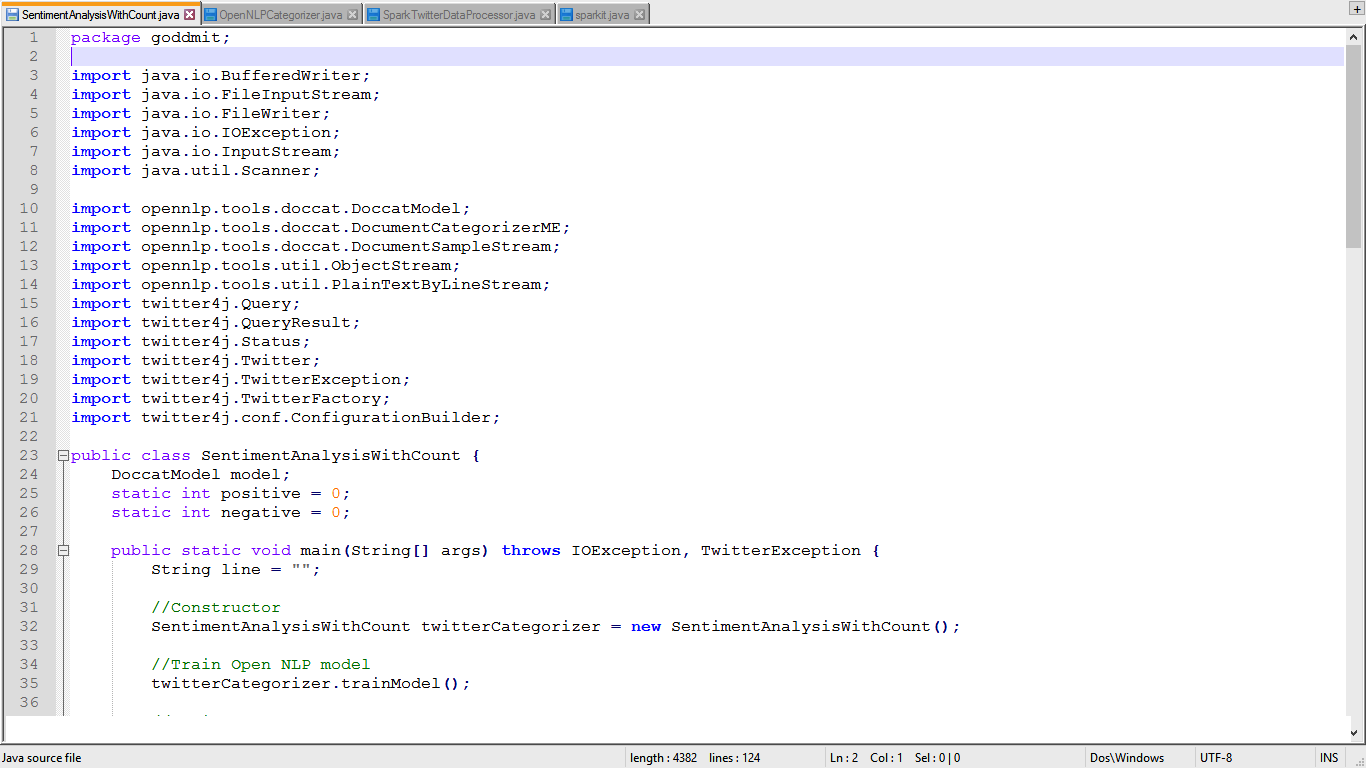 SentimentAnalysisWithCount.java OpenNLPCategorizer.java SparkTwitterDataProcessor.java sparkit.java
1 package goddmit;
2
3 import java.io.BufferedWriter;
4 import java.io.FileInputStream;
5 import java.io.FileWriter;
6 import java.io.IOException;
7 import java.io.InputStream;
8 import java.util.Scanner;
9
10 import opennlp.tools.doccat.DoccatModel;
11 import opennlp.tools.doccat.DocumentCategorizerME;
12 import opennlp.tools.doccat.DocumentSampleStream;
13 import opennlp.tools.util.ObjectStream;
14 import opennlp.tools.util.PlainTextByLineStream;
15 import twitter4j.Query;
16 import twitter4j.QueryResult;
17 import twitter4j.Status;
18 import twitter4j.Twitter;
19 import twitter4j.TwitterException;
20 import twitter4j.TwitterFactory;
21 import twitter4j.conf.ConfigurationBuilder;
22
23 public class SentimentAnalysisWithCount {
24     DoccatModel model;
25     static int positive = 0;
26     static int negative = 0;
27
28     public static void main(String[] args) throws IOException, TwitterException {
29         String line = "";
30
31         //Constructor
32         SentimentAnalysisWithCount twitterCategorizer = new SentimentAnalysisWithCount();
33
34         //Train Open NLP model
35         twitterCategorizer.trainModel();
36
Java source file length : 4382 lines : 124 Ln : 2 Col : 1 Sel : 0 | 0 Dos\Windows UTF-8 INS